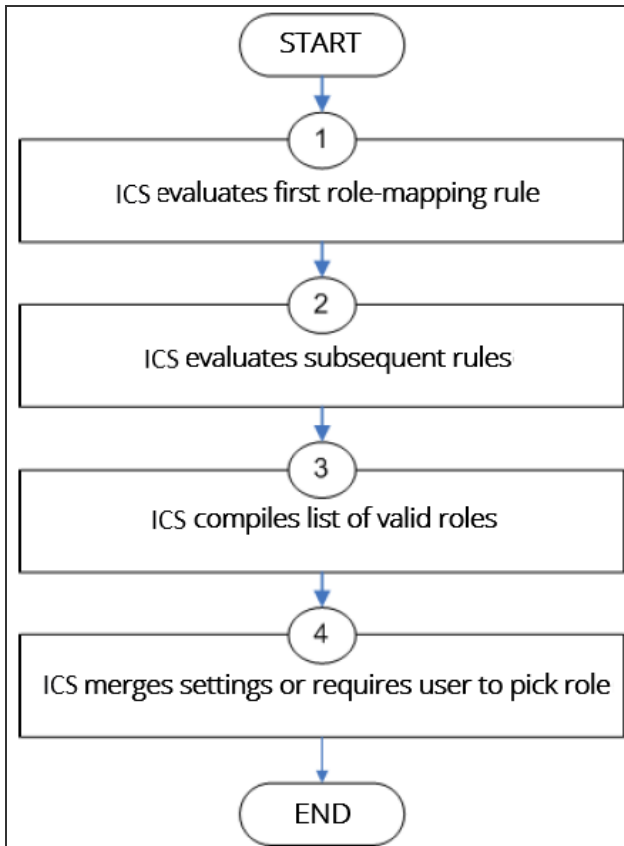 START
1
ICS evaluates first role-mapping rule
2
ICS evaluates subsequent rules
3
ICS compiles list of valid roles
4
ICS merges settings or requires user to pick role
END